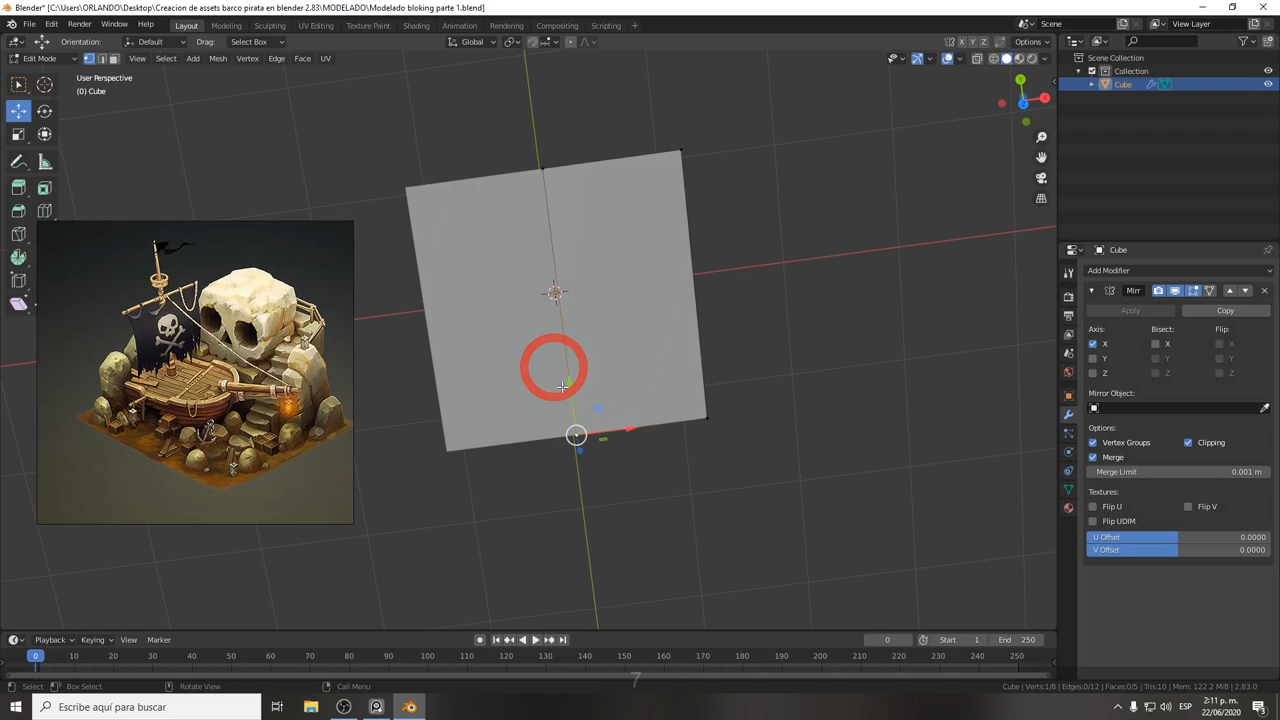 Blender* [C:\Users\ORLANDO\Desktop\Creacion de assets barco pirata en blender 2.83\MODELADO\Modelado bloking parte 1.blend]
File Edit Render Window Help
Layout Modeling Sculpting UV Editing Texture Paint Shading Animation Rendering Compositing Scripting +
Scene
View Layer
Orientation: Default Drag: Select Box
Global
X Y Z Options
Edit Mode View Select Add Mesh Vertex Edge Face UV
User Perspective
(0) Cube
Y
X
Z
Scene Collection
Collection
Cube
Cube
Add Modifier
Mirr
Apply Copy
Axis: Bisect: Flip:
X X X
Y Y Y
Z Z Z
Mirror Object:
Options:
Vertex Groups Clipping
Merge
Merge Limit 0.001 m
Textures:
Flip U Flip V
Flip UDIM
U Offset 0.0000
V Offset 0.0000
Playback Keying View Marker
0 Start 1 End 250
0 10 20 30 40 50 60 70 80 90 100 110 120 130 140 150 160 170 180 190 200 210 220 230 240 250
7
Select Box Select Rotate View Call Menu
Cube | Verts:1/8 | Edges:0/12 | Faces:0/5 | Tris:10 | Mem: 122.2 MiB | 2.83.0
Escribe aquí para buscar
ESP
2:11 p. m.
22/06/2020
3